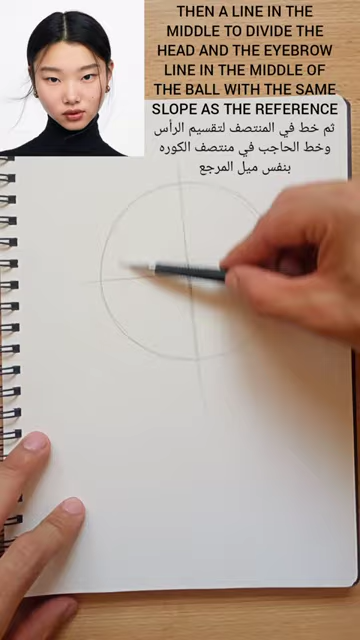 THEN A LINE IN THE
MIDDLE TO DIVIDE THE
HEAD AND THE EYEBROW
LINE IN THE MIDDLE OF
THE BALL WITH THE SAME
SLOPE AS THE REFERENCE
ثم خط في المنتصف لتقسيم الرأس
وخط الحاجب في منتصف الكوره
بنفس ميل المرجع